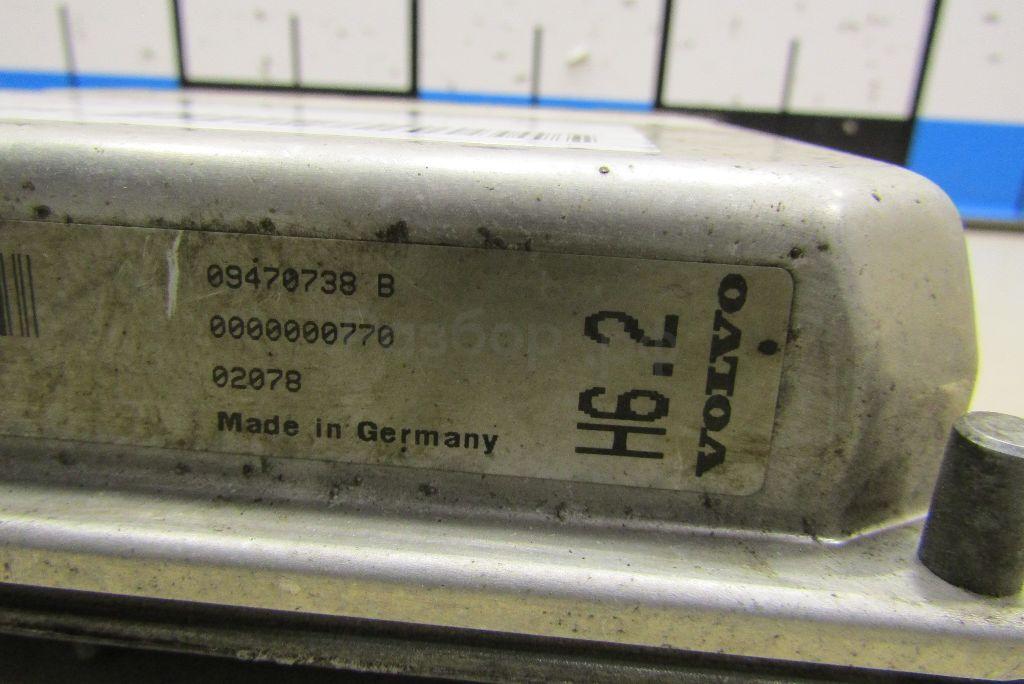 09470738 B
0000000770
02078
Made in Germany
H6.2
VOLVO